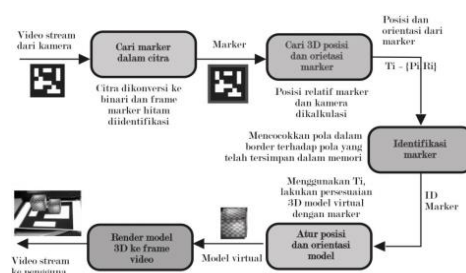 Video stream
dari kamera
Cari marker
dalam citra
Marker
Cari 3D posisi
dan orietasi
marker
Posisi dan
orientasi dari
marker
Ti - [Pi,Ri]
Citra dikonversi ke
binari dan frame
marker hitam
diidentifikasi
Posisi relatif marker
dan kamera
dikalkulasi
Mencocokkan pola dalam
border terhadap pola yang
telah tersimpan dalam memori
Identifikasi
marker
Menggunakan Ti,
lakukan persesuaian
3D model virtual
dengan marker
ID
Marker
Atur posisi
dan orientasi
model
Model virtual
Render model
3D ke frame
video
Video stream
ke pengguna